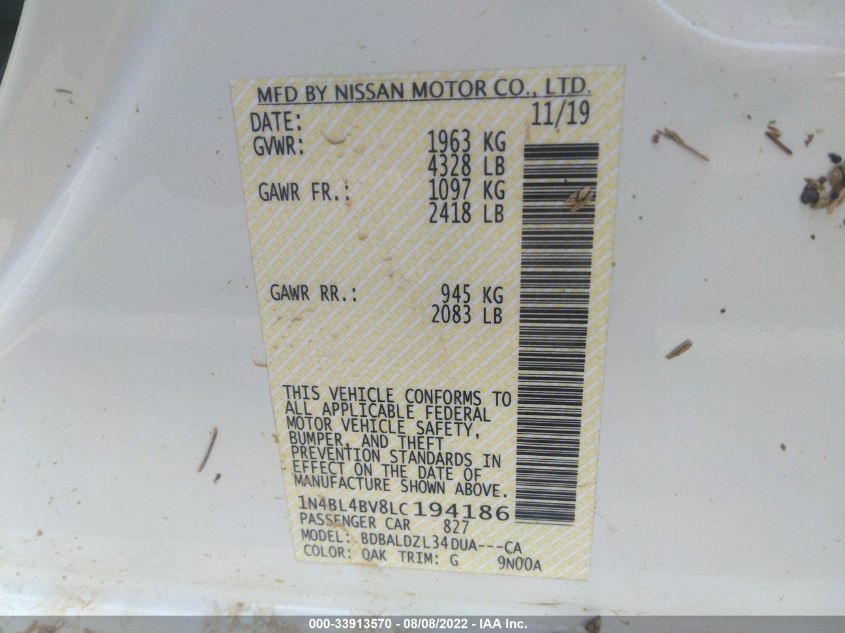 MFD BY NISSAN MOTOR CO., LTD.
DATE: 11/19
GVWR: 1963 KG
4328 LB
GAWR FR.: 1097 KG
2418 LB
GAWR RR.: 945 KG
2083 LB
THIS VEHICLE CONFORMS TO
ALL APPLICABLE FEDERAL
MOTOR VEHICLE SAFETY,
BUMPER, AND THEFT
PREVENTION STANDARDS IN
EFFECT ON THE DATE OF
MANUFACTURE SHOWN ABOVE.
1N4BL4BV8LC194186
PASSENGER CAR 827
MODEL: BDBALDZL34DUA---CA
COLOR: QAK TRIM: G 9N00A
000-33913570 - 08/08/2022 - IAA Inc.